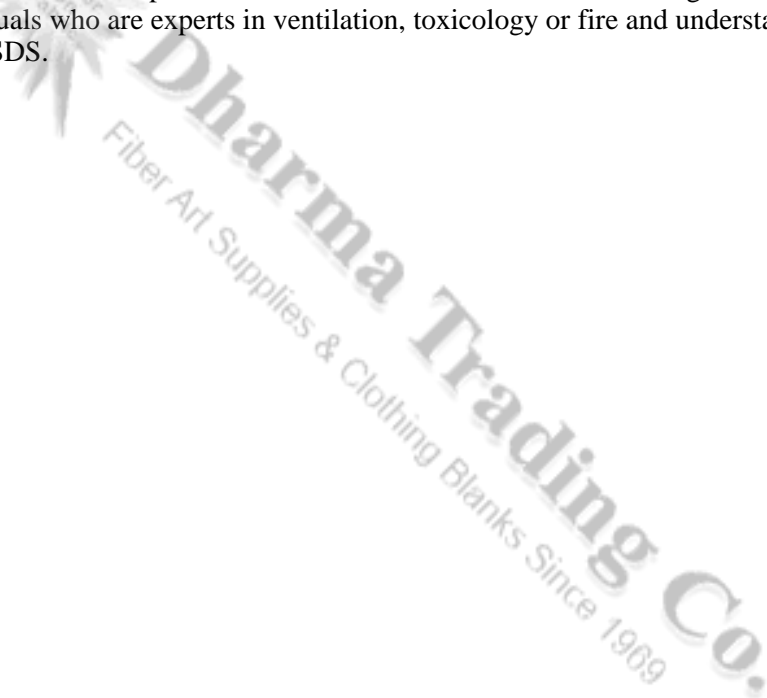 uals who are experts in ventilation, toxicology or fire and understa
SDS.
Dharma Trading Co.
Fiber Art Supplies & Clothing Blanks Since 1969